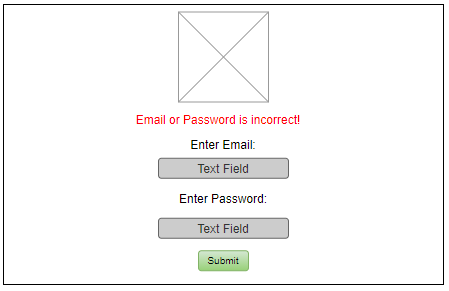 Email or Password is incorrect!
Enter Email:
Text Field
Enter Password:
Text Field
Submit